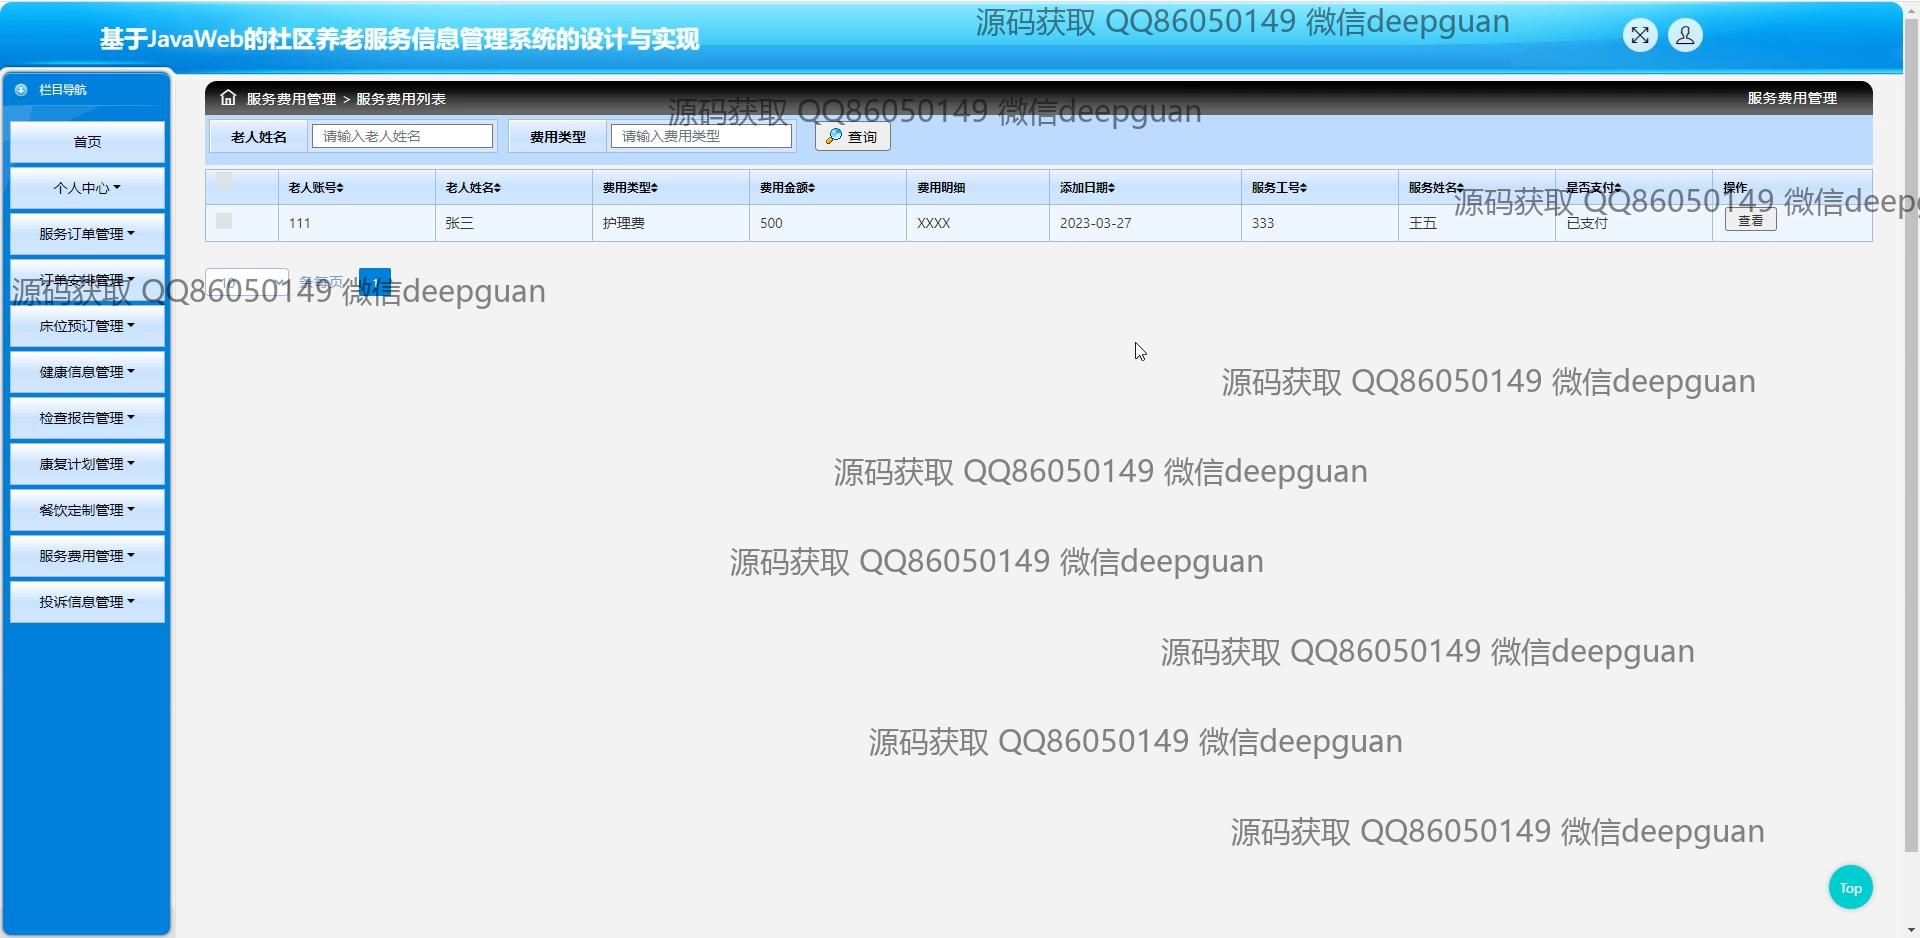 基于JavaWeb的社区养老服务信息管理系统的设计与实现
源码获取 QQ86050149 微信deepguan
栏目导航
首页
个人中心
服务订单管理
订单安排管理
床位预订管理
健康信息管理
检查报告管理
康复计划管理
餐饮定制管理
服务费用管理
投诉信息管理
服务费用管理 > 服务费用列表
服务费用管理
源码获取 QQ86050149 微信deepguan
老人姓名 请输入老人姓名 费用类型 请输入费用类型 查询
老人账号 老人姓名 费用类型 费用金额 费用明细 添加日期 服务工号 服务姓名 是否支付 操作
111 张三 护理费 500 XXXX 2023-03-27 333 王五 已支付 查看
源码获取 QQ86050149 微信deepg
10 条每页 1
源码获取 QQ86050149 微信deepguan
源码获取 QQ86050149 微信deepguan
源码获取 QQ86050149 微信deepguan
源码获取 QQ86050149 微信deepguan
源码获取 QQ86050149 微信deepguan
源码获取 QQ86050149 微信deepguan
源码获取 QQ86050149 微信deepguan
Top